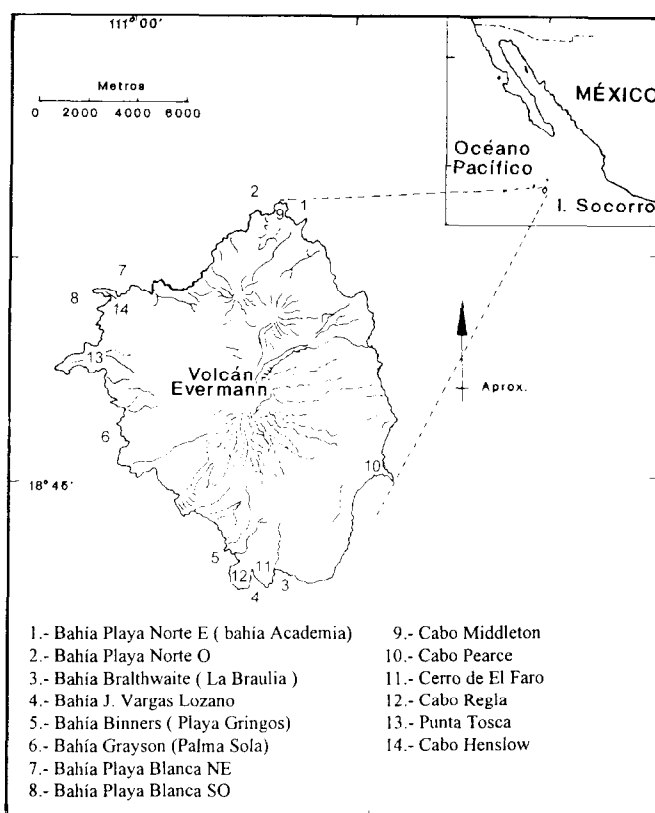 111°00'
Metros
0 2000 4000 6000
MÉXICO
Océano
Pacífico
I. Socorro
2
9
1
7
8
14
13
Volcán
Evermann
Aprox.
6
10
18°46'
5
11
12
3
4
1.- Bahía Playa Norte E ( bahia Academia)
2.- Bahía Playa Norte O
3.- Bahía Bralthwaite ( La Braulia )
4.- Bahía J. Vargas Lozano
5.- Bahía Binners ( Playa Gringos)
6.- Bahía Grayson (Palma Sola)
7.- Bahía Playa Blanca NE
8.- Bahía Playa Blanca SO
9.- Cabo Middleton
10.- Cabo Pearce
11.- Cerro de El Faro
12.- Cabo Regla
13.- Punta Tosca
14.- Cabo Henslow